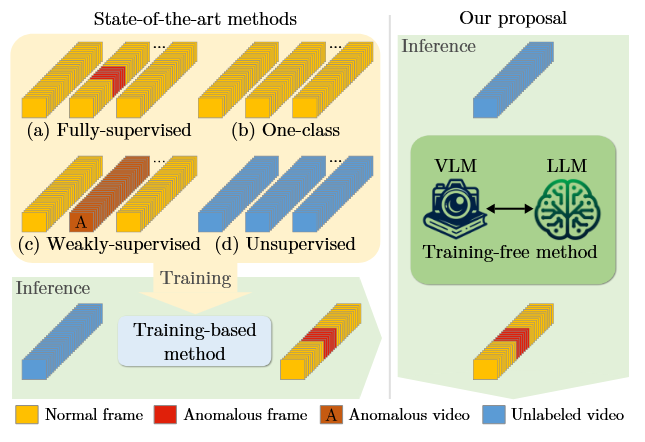 State-of-the-art methods
...
...
(a) Fully-supervised
(b) One-class
...
...
A
(c) Weakly-supervised
(d) Unsupervised
Training
Inference
Training-based
method
Our proposal
Inference
VLM
LLM
Training-free method
Normal frame
Anomalous frame
A
Anomalous video
Unlabeled video